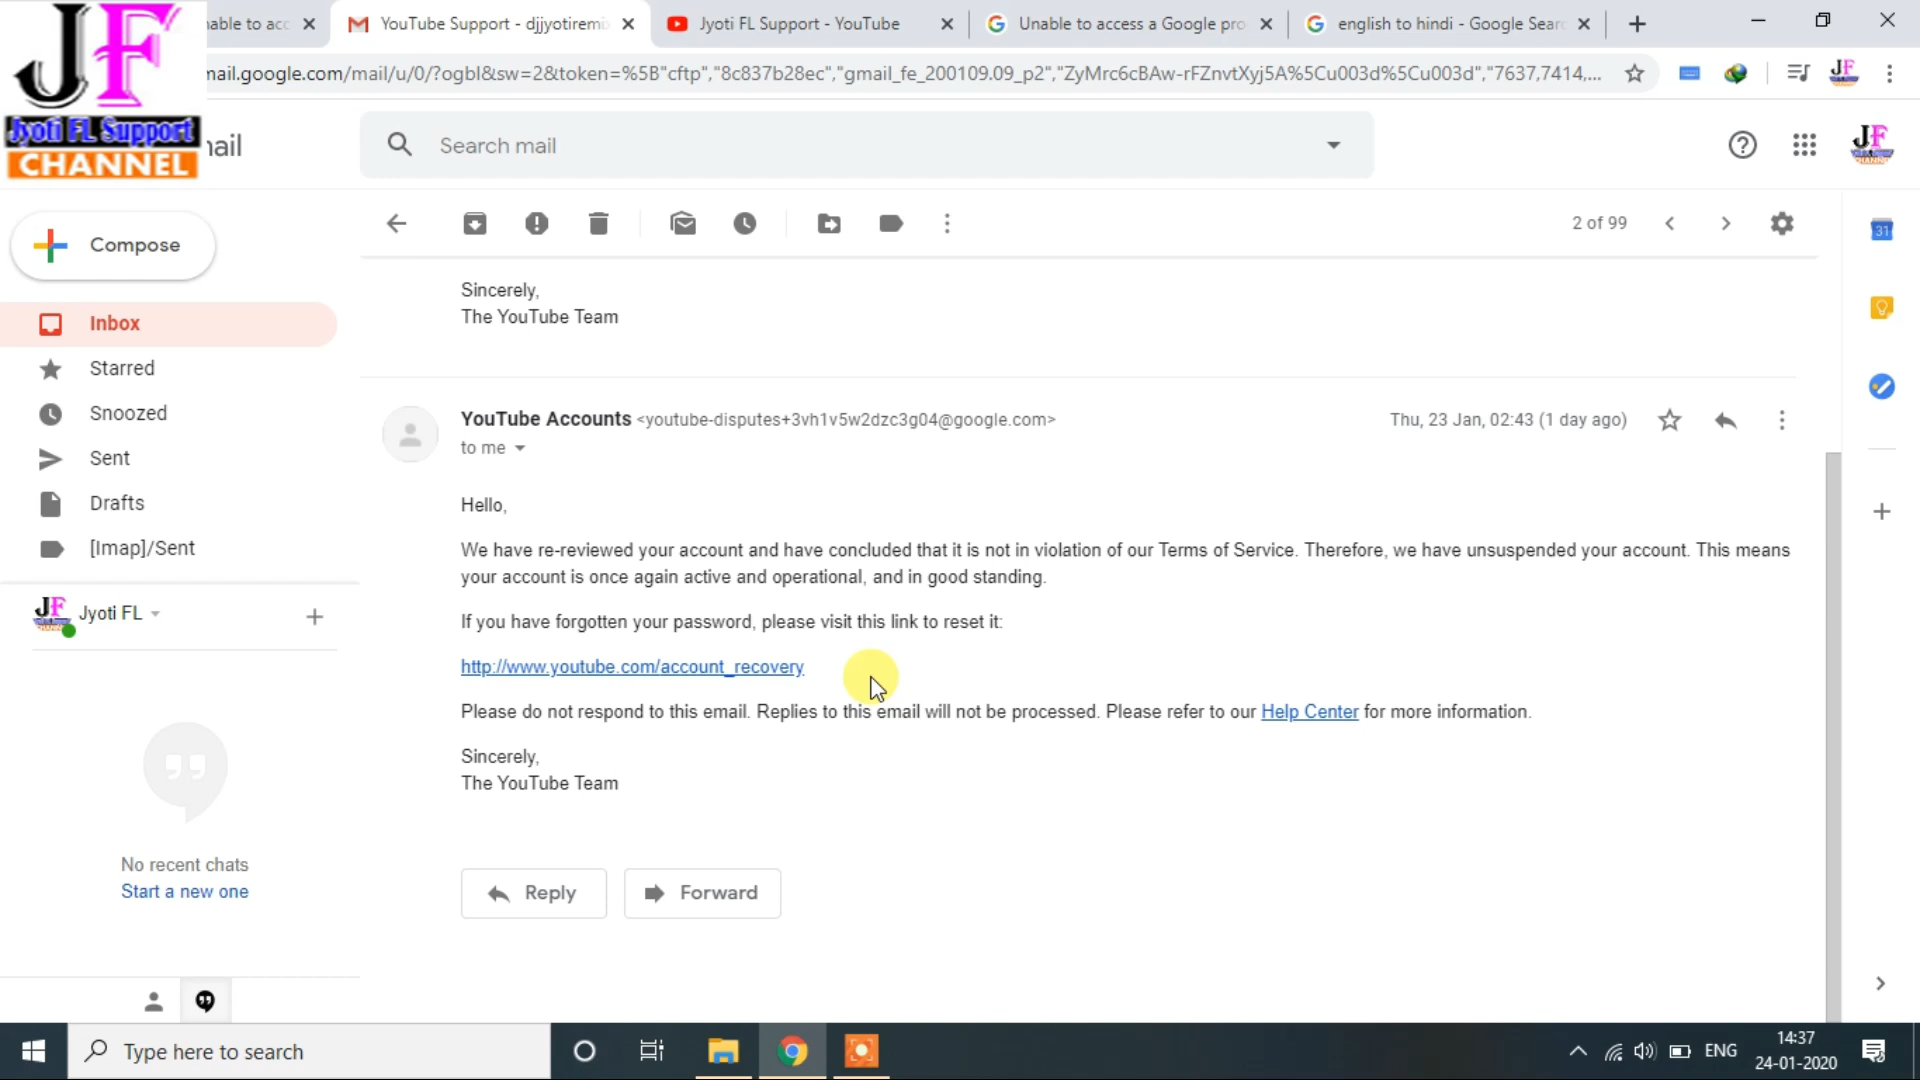 nable to acc
YouTube Support - djjyotiremix
Jyoti FL Support - YouTube
Unable to access a Google pro
english to hindi - Google Searc
JF
Jyoti FL Support
CHANNEL
mail.google.com/mail/u/0/?ogbl&sw=2&token=%5B"cftp","8c837b28ec","gmail_fe_200109.09_p2","ZyMrc6cBAw-rFZnvtXyj5A%5Cu003d%5Cu003d","7637,7414,...
ail
Search mail
Compose
2 of 99
31
Inbox
Starred
Snoozed
Sent
Drafts
[Imap]/Sent
Jyoti FL
No recent chats
Start a new one
Sincerely,
The YouTube Team
YouTube Accounts <youtube-disputes+3vh1v5w2dzc3g04@google.com>
Thu, 23 Jan, 02:43 (1 day ago)
to me
Hello,
We have re-reviewed your account and have concluded that it is not in violation of our Terms of Service. Therefore, we have unsuspended your account. This means
your account is once again active and operational, and in good standing.
If you have forgotten your password, please visit this link to reset it:
http://www.youtube.com/account_recovery
Please do not respond to this email. Replies to this email will not be processed. Please refer to our Help Center for more information.
Sincerely,
The YouTube Team
Reply
Forward
Type here to search
ENG
14:37
24-01-2020